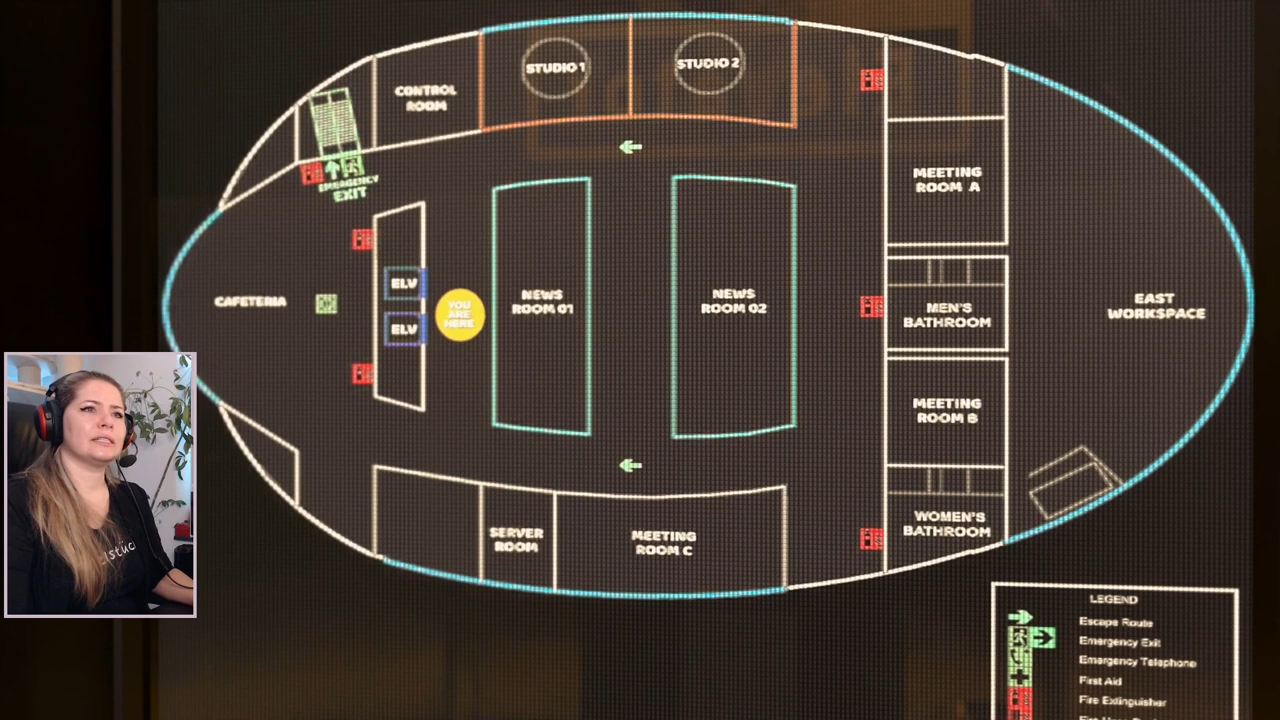 STUDIO 1
STUDIO 2
CONTROL
ROOM
EMERGENCY
EXIT
MEETING
ROOM A
CAFETERIA
ELV
ELV
YOU
ARE
HERE
NEWS
ROOM 01
NEWS
ROOM 02
MEN'S
BATHROOM
EAST
WORKSPACE
MEETING
ROOM B
SERVER
ROOM
MEETING
ROOM C
WOMEN'S
BATHROOM
LEGEND
Escape Route
Emergency Exit
Emergency Telephone
First Aid
Fire Extinguisher